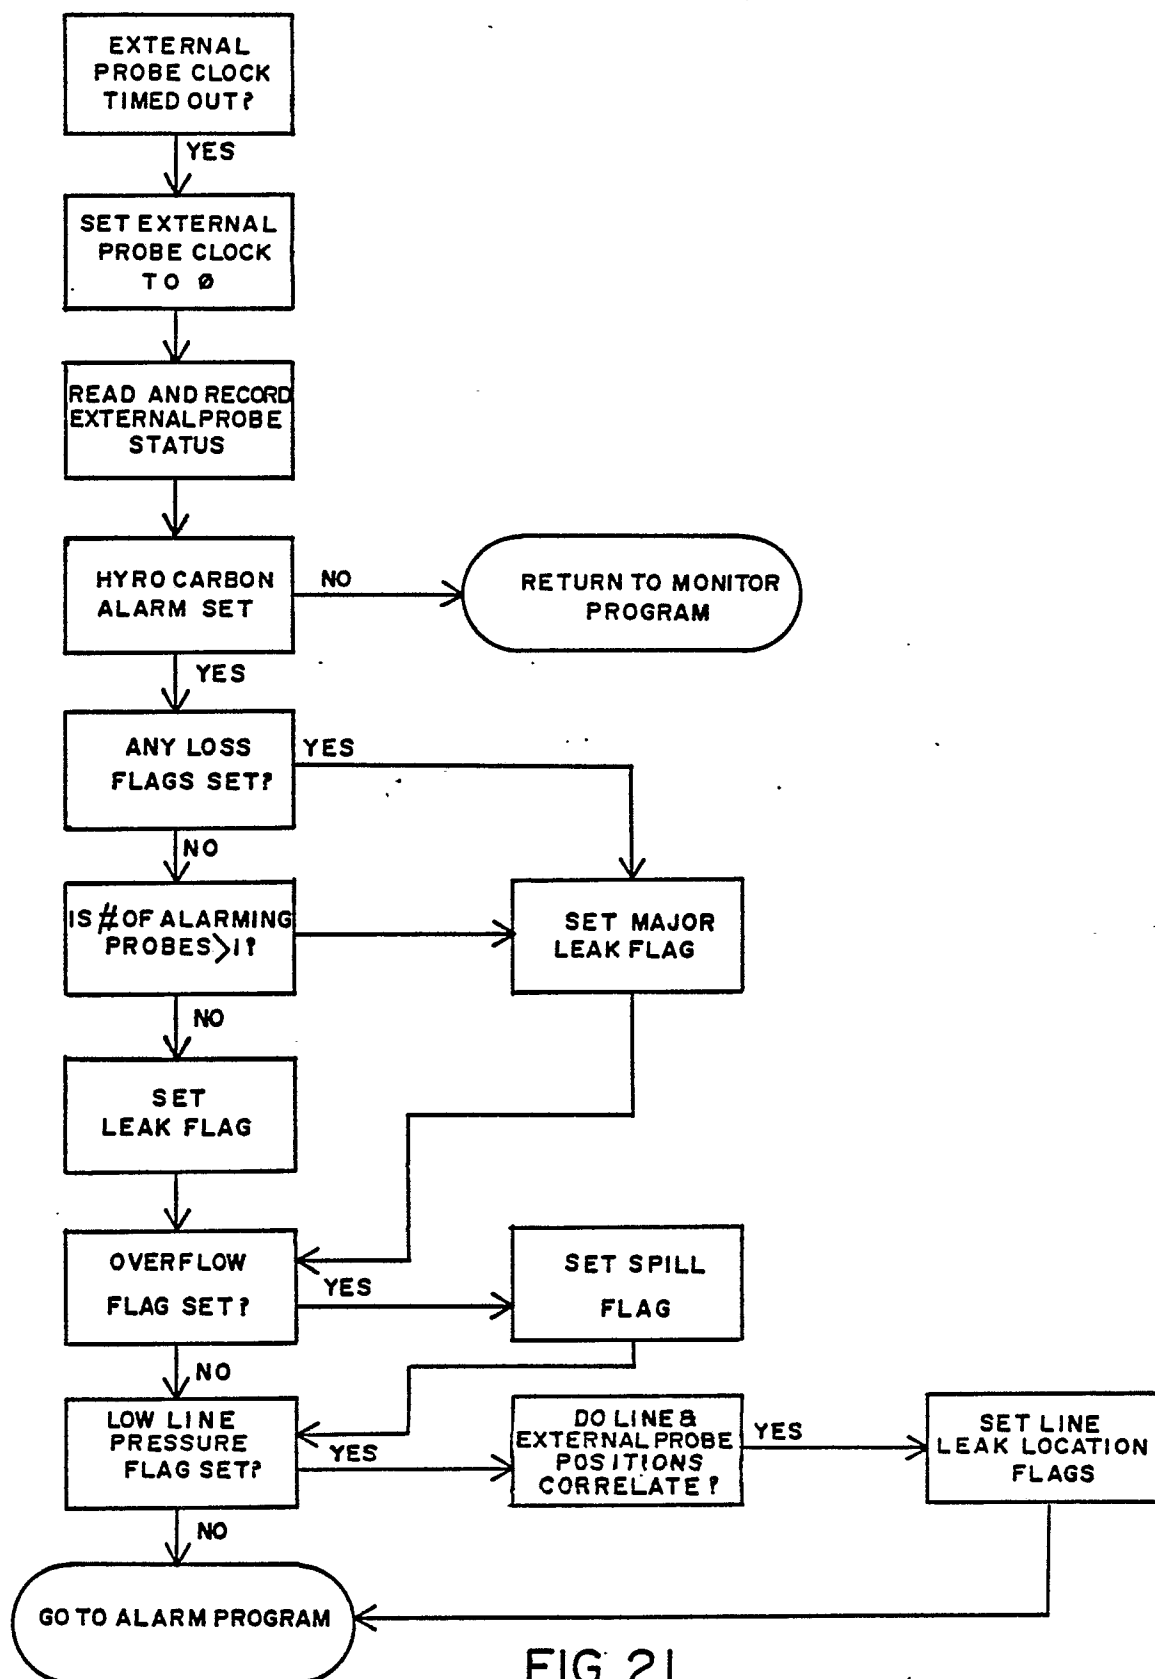 EXTERNAL
PROBE CLOCK
TIMED OUT?
YES
SET EXTERNAL
PROBE CLOCK
TO Ø
READ AND RECORD
EXTERNAL PROBE
STATUS
HYRO CARBON
ALARM SET
NO
RETURN TO MONITOR
PROGRAM
YES
ANY LOSS
FLAGS SET?
YES
NO
IS # OF ALARMING
PROBES > 1?
SET MAJOR
LEAK FLAG
NO
SET
LEAK FLAG
OVERFLOW
FLAG SET?
YES
SET SPILL
FLAG
NO
LOW LINE
PRESSURE
FLAG SET?
YES
DO LINE &
EXTERNAL PROBE
POSITIONS
CORRELATE?
YES
SET LINE
LEAK LOCATION
FLAGS
NO
GO TO ALARM PROGRAM
FIG 21